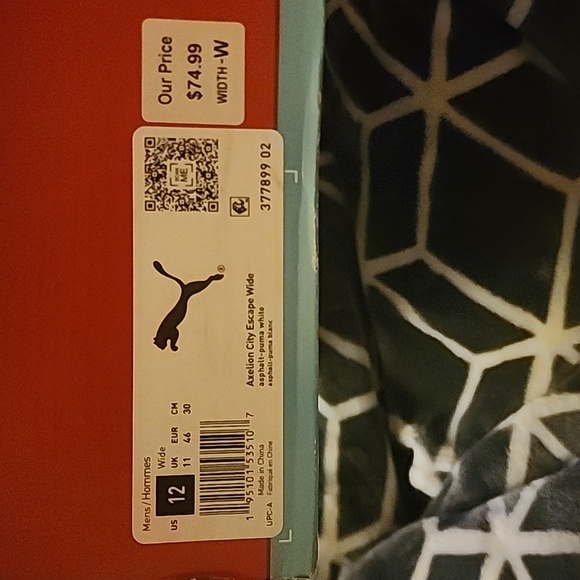 Our Price
$74.99
WIDTH -W
Mens / Hommes
Wide
US UK EUR CM
12 11 46 30
1 95101 53510 7
UPC-A
Made in China
Fabriqué en Chine
Axelion City Escape Wide
asphalt-puma white
asphalt-puma blanc
®
ME
377899 02